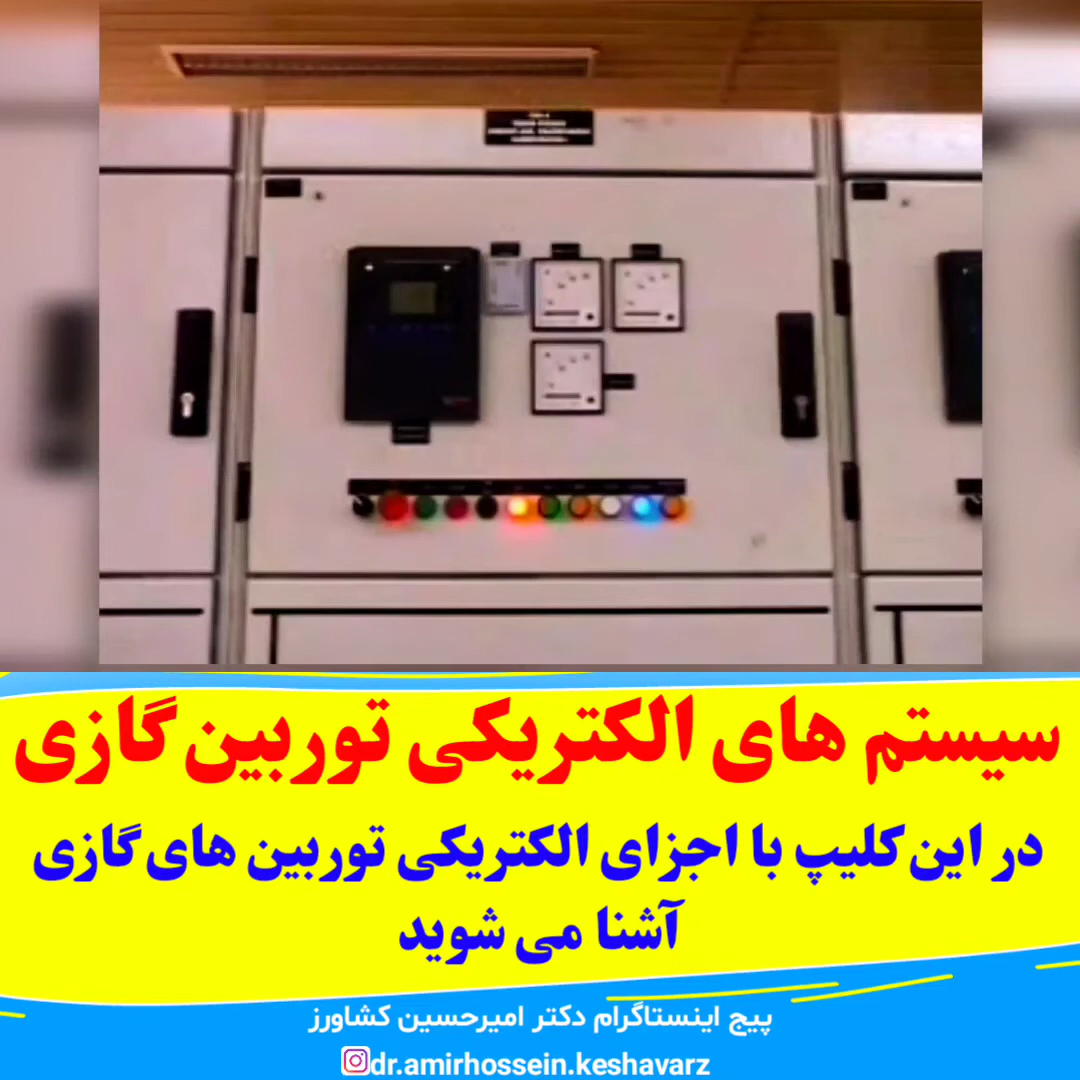 سیستم های الکتریکی توربین گازی
در این کلیپ با اجزای الکتریکی توربین های گازی
آشنا می شوید
پیج اینستاگرام دکتر امیرحسین کشاورز
dr.amirhossein.keshavarz